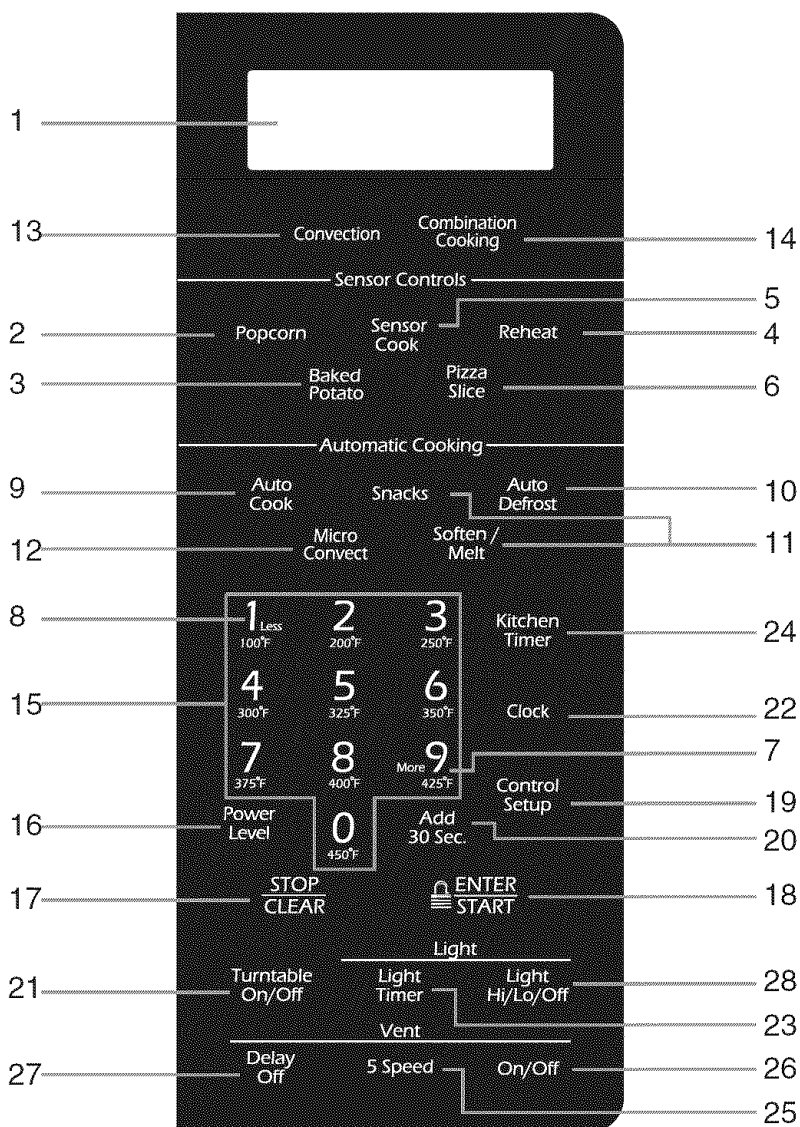 1
13 Convection Combination
Cooking 14
Sensor Controls
5
2 Popcorn Sensor
Cook Reheat 4
3 Baked
Potato Pizza
Slice 6
Automatic Cooking
9 Auto
Cook Snacks Auto
Defrost 10
12 Micro
Convect Soften /
Melt 11
8 1 Less 2 3 Kitchen
Timer 24
100°F 200°F 250°F
15 4 5 6 Clock 22
300°F 325°F 350°F
7 8 More 9 7
375°F 400°F 425°F
Control
Setup 19
16 Power
Level 0 Add
30 Sec. 20
450°F
17 STOP
CLEAR ENTER
START 18
Light
21 Turntable
On/Off Light
Timer Light
Hi/Lo/Off 28
23
Vent
27 Delay
Off 5 Speed On/Off 26
25